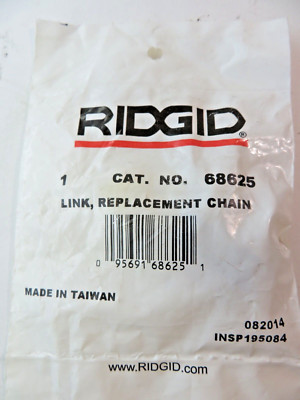 RIDGID®
1 CAT. NO. 68625
LINK, REPLACEMENT CHAIN
0 95691 68625 1
MADE IN TAIWAN
082014
INSP195084
www.RIDGID.com